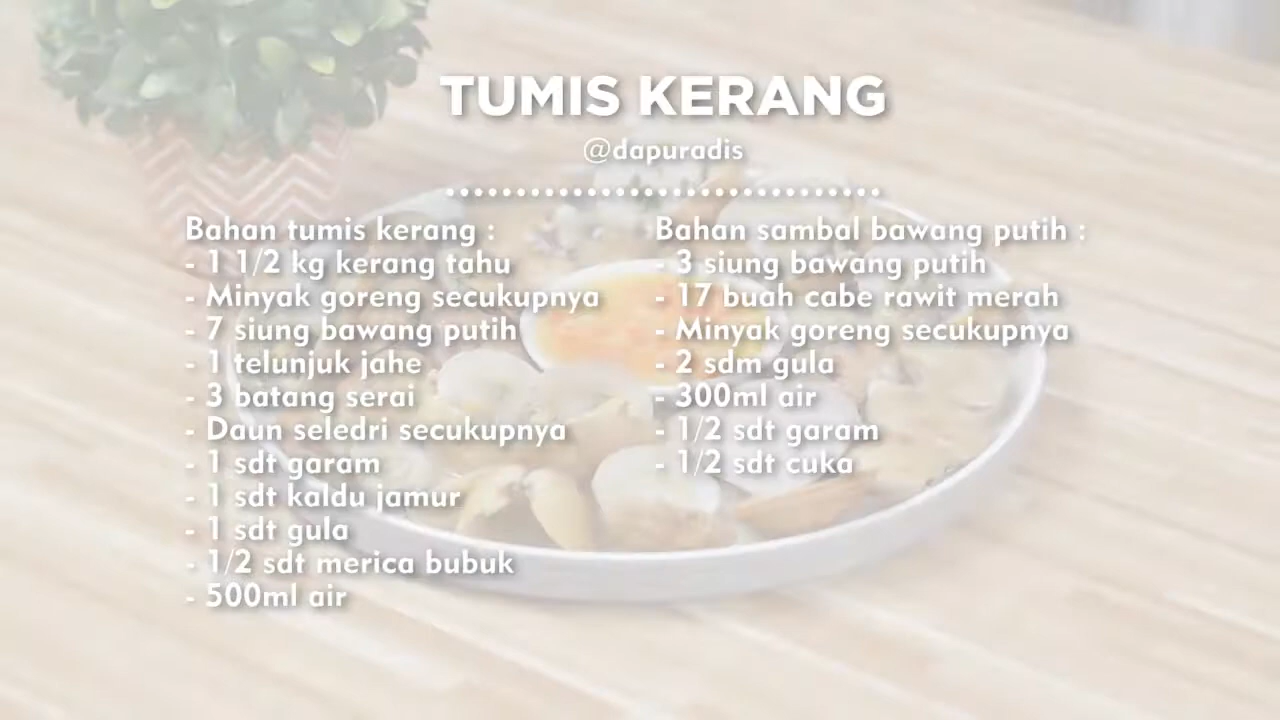 TUMIS KERANG
@dapuradis
Bahan tumis kerang :
- 1 1/2 kg kerang tahu
- Minyak goreng secukupnya
- 7 siung bawang putih
- 1 telunjuk jahe
- 3 batang serai
- Daun seledri secukupnya
- 1 sdt garam
- 1 sdt kaldu jamur
- 1 sdt gula
- 1/2 sdt merica bubuk
- 500ml air
Bahan sambal bawang putih :
- 3 siung bawang putih
- 17 buah cabe rawit merah
- Minyak goreng secukupnya
- 2 sdm gula
- 300ml air
- 1/2 sdt garam
- 1/2 sdt cuka